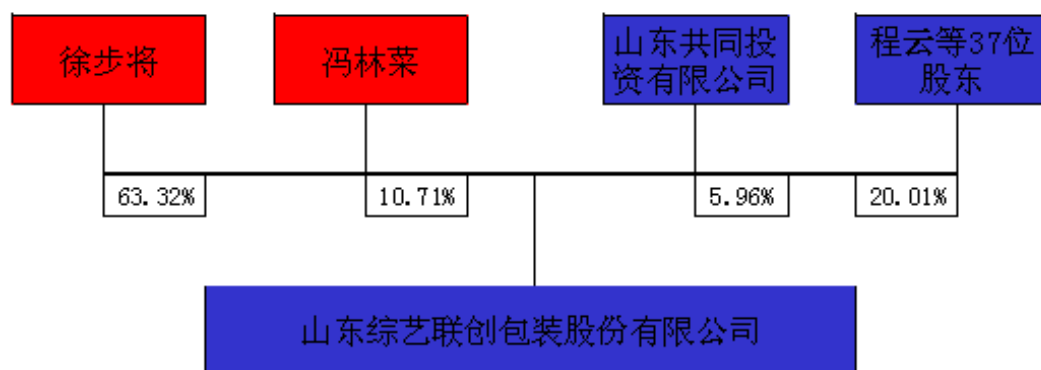 徐步将
冯林菜
山东共同投
资有限公司
程云等37位
股东
63.32%
10.71%
5.96%
20.01%
山东综艺联创包装股份有限公司